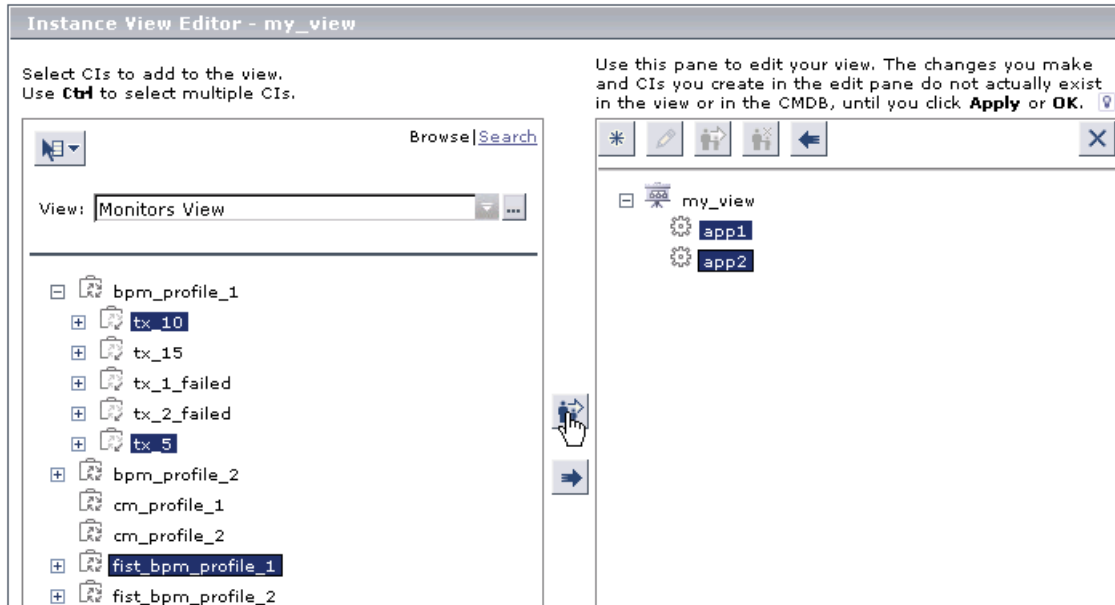 Instance View Editor - my_view
Select CIs to add to the view.
Use Ctrl to select multiple CIs.
Browse|Search
View: Monitors View ...
bpm_profile_1
tx_10
tx_15
tx_1_failed
tx_2_failed
tx_5
bpm_profile_2
cm_profile_1
cm_profile_2
fist_bpm_profile_1
fist_bpm_profile_2
Use this pane to edit your view. The changes you make
and CIs you create in the edit pane do not actually exist
in the view or in the CMDB, until you click Apply or OK.
my_view
app1
app2